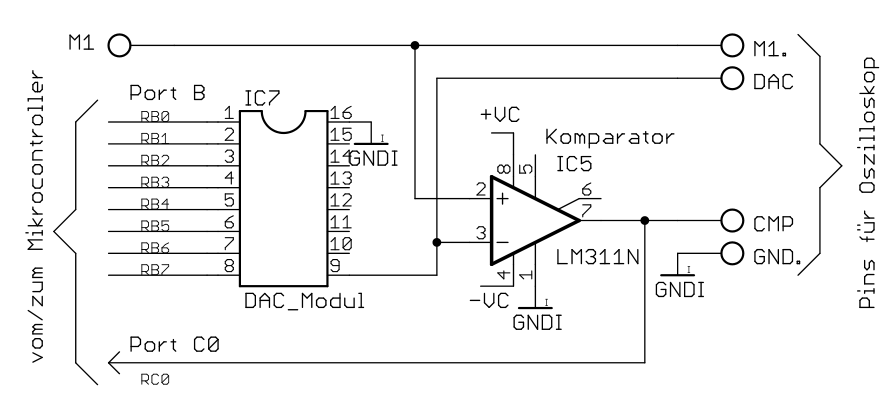 M1
M1.
DAC
Port B
IC7
RB0 1
RB1 2
RB2 3
RB3 4
RB4 5
RB5 6
RB6 7
RB7 8
16
15
14
13
12
11
10
9
GNDI
I
DAC_Modul
+VC
Komparator
IC5
8
5
2
+
6
7
3
-
LM311N
4
1
-VC
GNDI
I
CMP
GND.
GNDI
I
Port C0
RC0
vom/zum Mikrocontroller
Pins für Oszilloskop